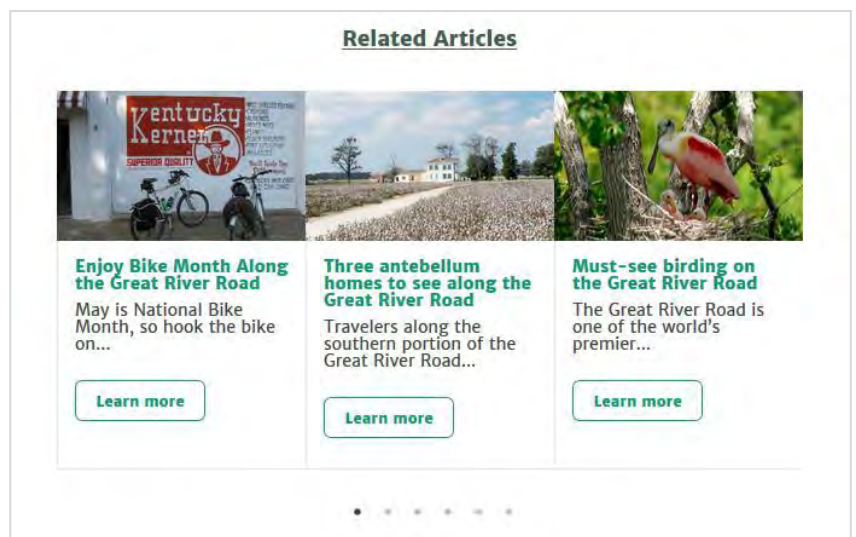 Related Articles
Kentucky
Kernel
SUPERIOR QUALITY
Enjoy Bike Month Along
the Great River Road
May is National Bike
Month, so hook the bike
on...
Learn more
Three antebellum
homes to see along the
Great River Road
Travelers along the
southern portion of the
Great River Road...
Learn more
Must-see birding on
the Great River Road
The Great River Road is
one of the world's
premier...
Learn more